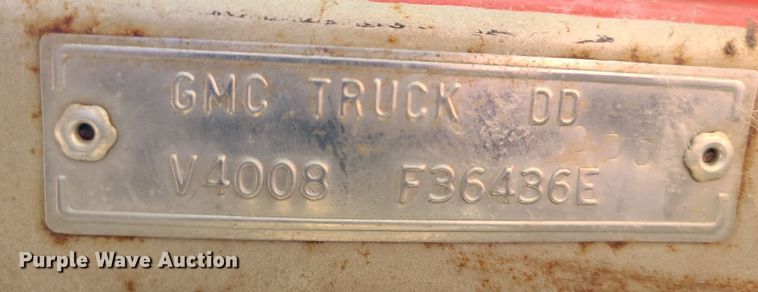 GMC TRUCK DD
V4008 F36436E
Purple Wave Auction